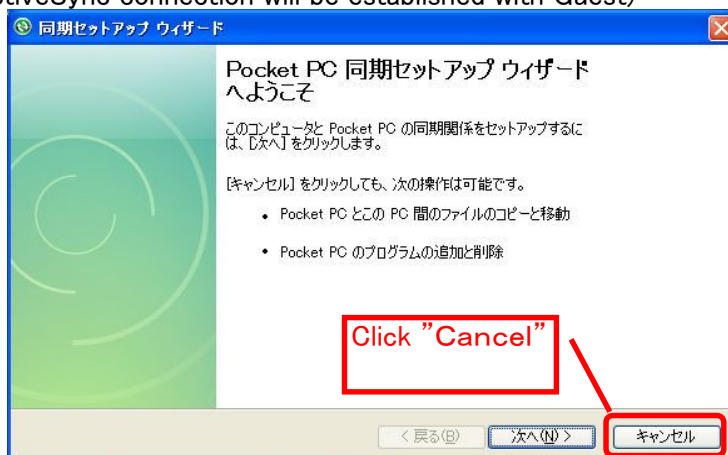 tiveSync connection will be established with Guest)
同期セットアップ ウィザード
Pocket PC 同期セットアップ ウィザード
へようこそ
このコンピュータと Pocket PC の同期関係をセットアップするに
は、[次へ] をクリックします。
[キャンセル] をクリックしても、次の操作は可能です。
• Pocket PC とこの PC 間のファイルのコピーと移動
• Pocket PC のプログラムの追加と削除
Click ”Cancel”
< 戻る(B) 次へ(N) > キャンセル